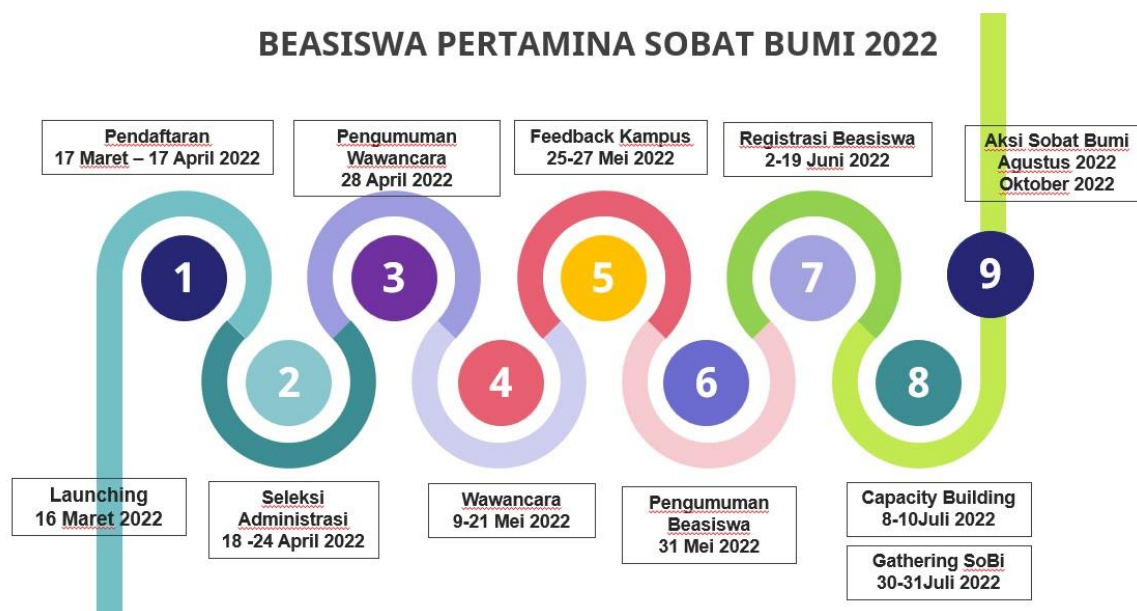 BEASISWA PERTAMINA SOBAT BUMI 2022
Launching
16 Maret 2022
Pendaftaran
17 Maret – 17 April 2022
1
2
Seleksi
Administrasi
18 -24 April 2022
Pengumuman
Wawancara
28 April 2022
3
4
Wawancara
9-21 Mei 2022
Feedback Kampus
25-27 Mei 2022
5
6
Pengumuman
Beasiswa
31 Mei 2022
Registrasi Beasiswa
2-19 Juni 2022
7
8
Capacity Building
8-10Juli 2022
Gathering SoBi
30-31Juli 2022
Aksi Sobat Bumi
Agustus 2022
Oktober 2022
9